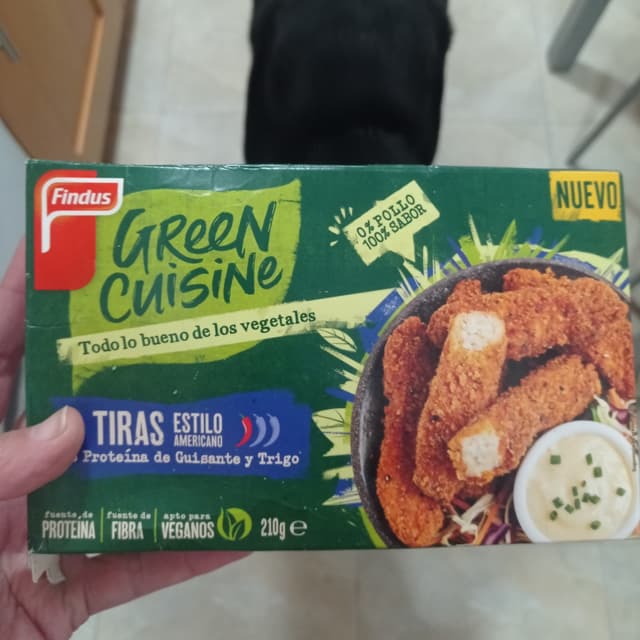 Findus
GReeN
CUiSiNe
Todo lo bueno de los vegetales
0% POLLO
100% SABOR
NUEVO
TIRAS ESTILO
AMERICANO
Proteína de Guisante y Trigo
fuente de
PROTEINA
fuente de
FIBRA
apto para
VEGANOS
210g e